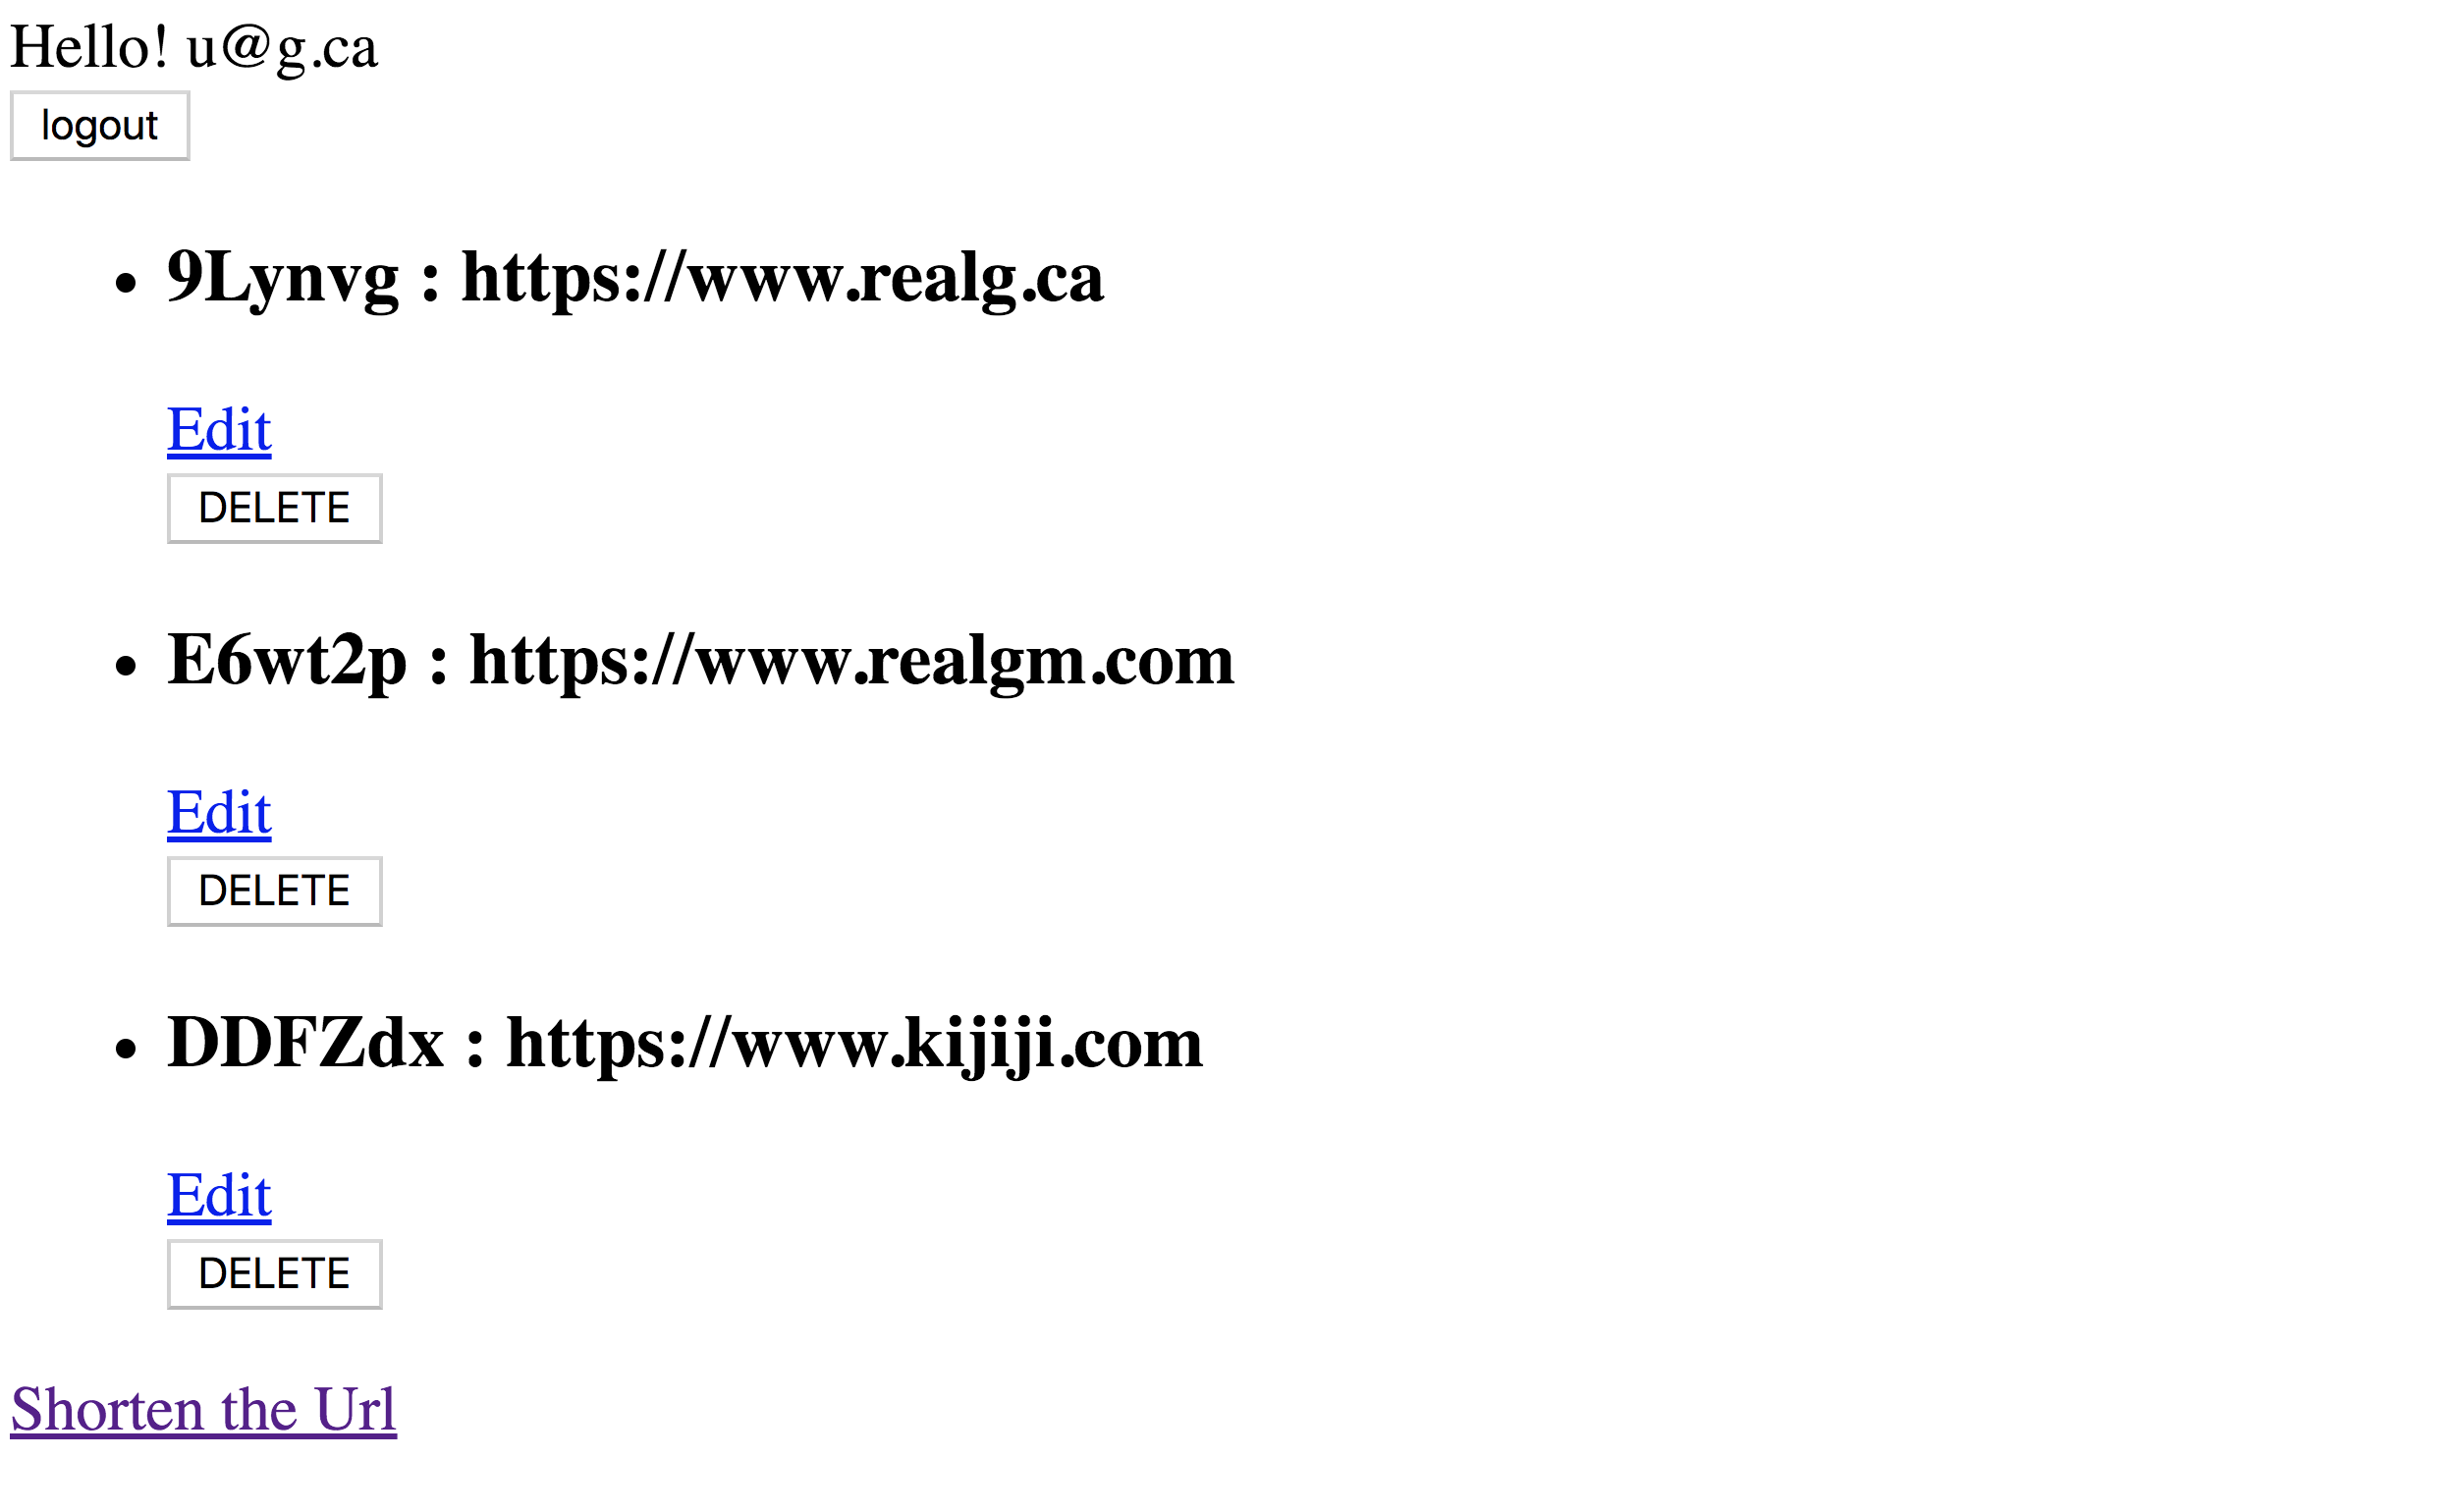 Hello! u@g.ca
logout
9Lynvg : https://www.realg.ca
Edit
DELETE
E6wt2p : https://www.realgm.com
Edit
DELETE
DDFZdx : https://www.kijiji.com
Edit
DELETE
Shorten the Url